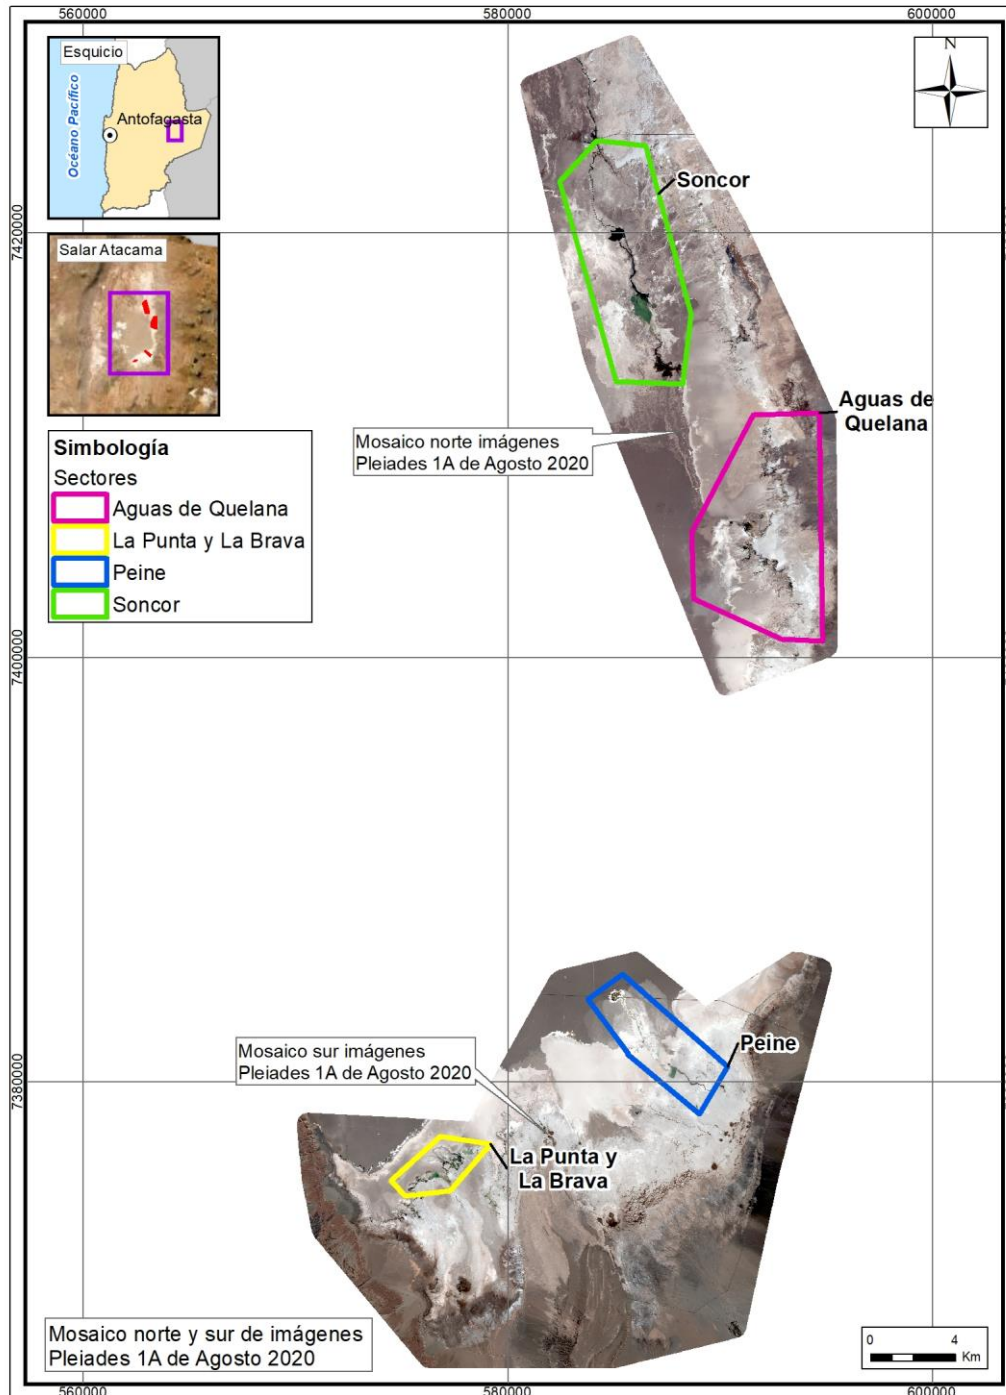 560000
580000
600000
Esquicio
Océano Pacífico
Antofagasta
N
Soncor
7420000
Salar Atacama
Aguas de
Quelana
Mosaico norte imágenes
Pleiades 1A de Agosto 2020
Simbología
Sectores
Aguas de Quelana
La Punta y La Brava
Peine
Soncor
7400000
Peine
Mosaico sur imágenes
Pleiades 1A de Agosto 2020
7380000
La Punta y
La Brava
Mosaico norte y sur de imágenes
Pleiades 1A de Agosto 2020
0 4
Km
560000
580000
600000